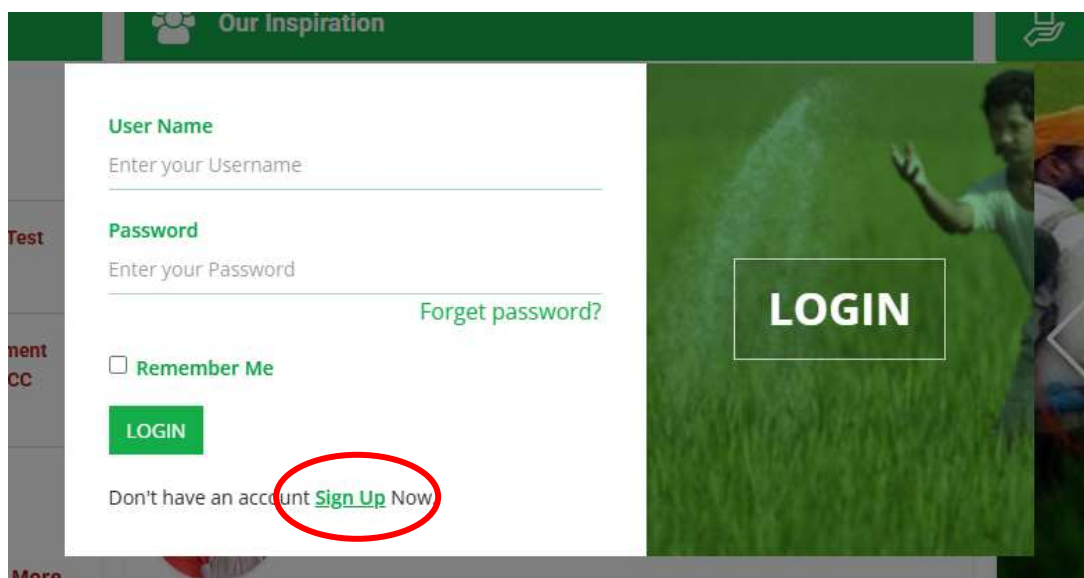 Our Inspiration
User Name
Enter your Username
Test
Password
Enter your Password
Forget password?
LOGIN
CC
Remember Me
LOGIN
Don't have an account Sign Up Now
More